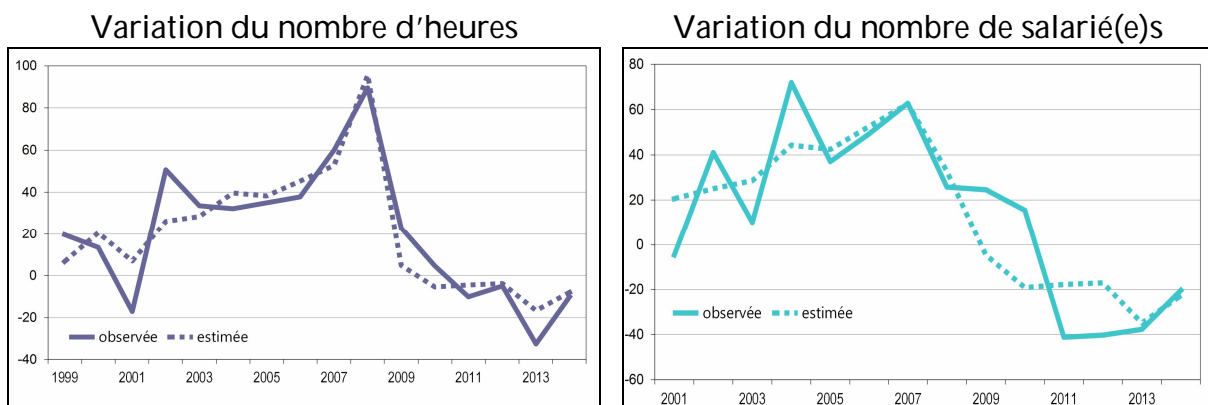 Variation du nombre d'heures
100
80
60
40
20
0
-20
-40
observée estimée
1999 2001 2003 2005 2007 2009 2011 2013
Variation du nombre de salarié(e)s
80
60
40
20
0
-20
-40
-60
observée estimée
2001 2003 2005 2007 2009 2011 2013